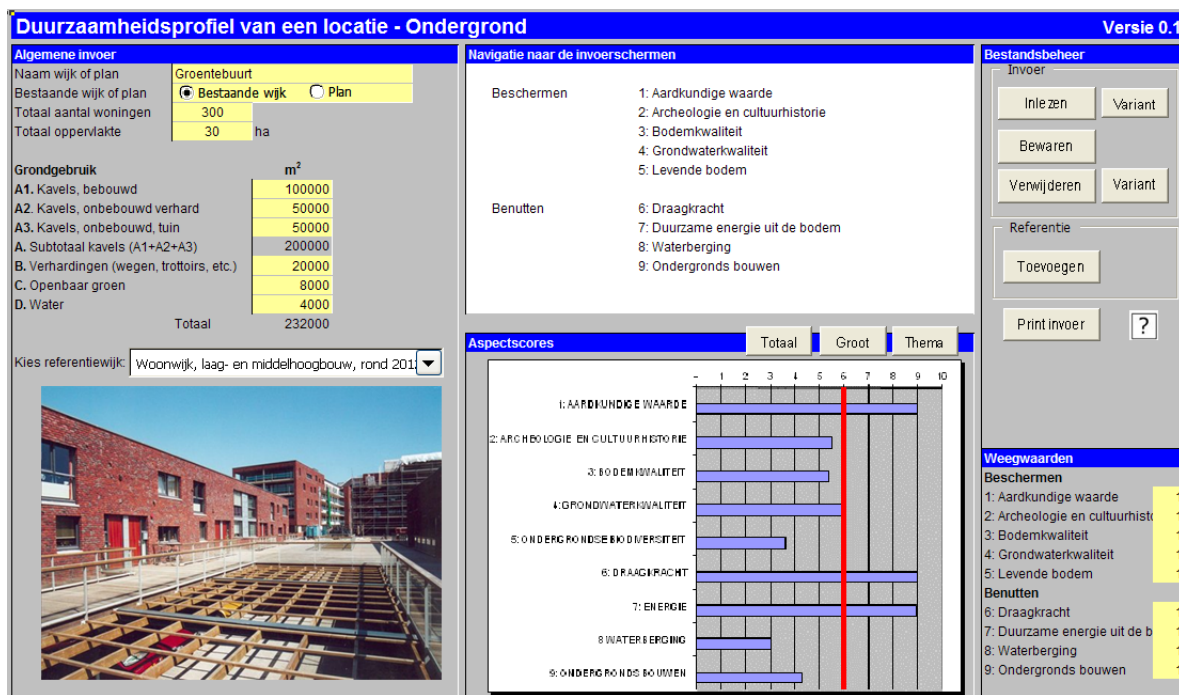 Duurzaamheidsprofiel van een locatie - Ondergrond
Versie 0.1
Algemene invoer
Naam wijk of plan Groentebuurt
Bestaande wijk of plan Bestaande wijk Plan
Totaal aantal woningen 300
Totaal oppervlakte 30 ha
Grondgebruik m²
A1. Kavels, bebouwd 100000
A2. Kavels, onbebouwd verhard 50000
A3. Kavels, onbebouwd, tuin 50000
A. Subtotaal kavels (A1+A2+A3) 200000
B. Verhardingen (wegen, trottoirs, etc.) 20000
C. Openbaar groen 8000
D. Water 4000
Totaal 232000
Kies referentiewijk: Woonwijk, laag- en middelhoogbouw, rond 201
Navigatie naar de invoerschermen
Beschermen 1: Aardkundige waarde
2: Archeologie en cultuurhistorie
3: Bodemkwaliteit
4: Grondwaterkwaliteit
5: Levende bodem
Benutten 6: Draagkracht
7: Duurzame energie uit de bodem
8: Waterberging
9: Ondergronds bouwen
Aspectscores
Totaal Groot Thema
- 1 2 3 4 5 6 7 8 9 10
1: AARDKUNDIGE WAARDE
2: ARCHEOLOGIE EN CULTUURHISTORIE
3: BODEMKWALITEIT
4: GRONDWATERKWALITEIT
5: ONDERGRONDSE BIODIVERSITEIT
6: DRAAGKRACHT
7: ENERGIE
8 WATERBERGING
9: ONDERGRONDS BOUWEN
Bestandsbeheer
Invoer
Inlezen Variant
Bewaren
Verwijderen Variant
Referentie
Toevoegen
Print invoer ?
Weegwaarden
Beschermen
1: Aardkundige waarde
2: Archeologie en cultuurhisto
3: Bodemkwaliteit
4: Grondwaterkwaliteit
5: Levende bodem
Benutten
6: Draagkracht
7: Duurzame energie uit de b
8: Waterberging
9: Ondergronds bouwen